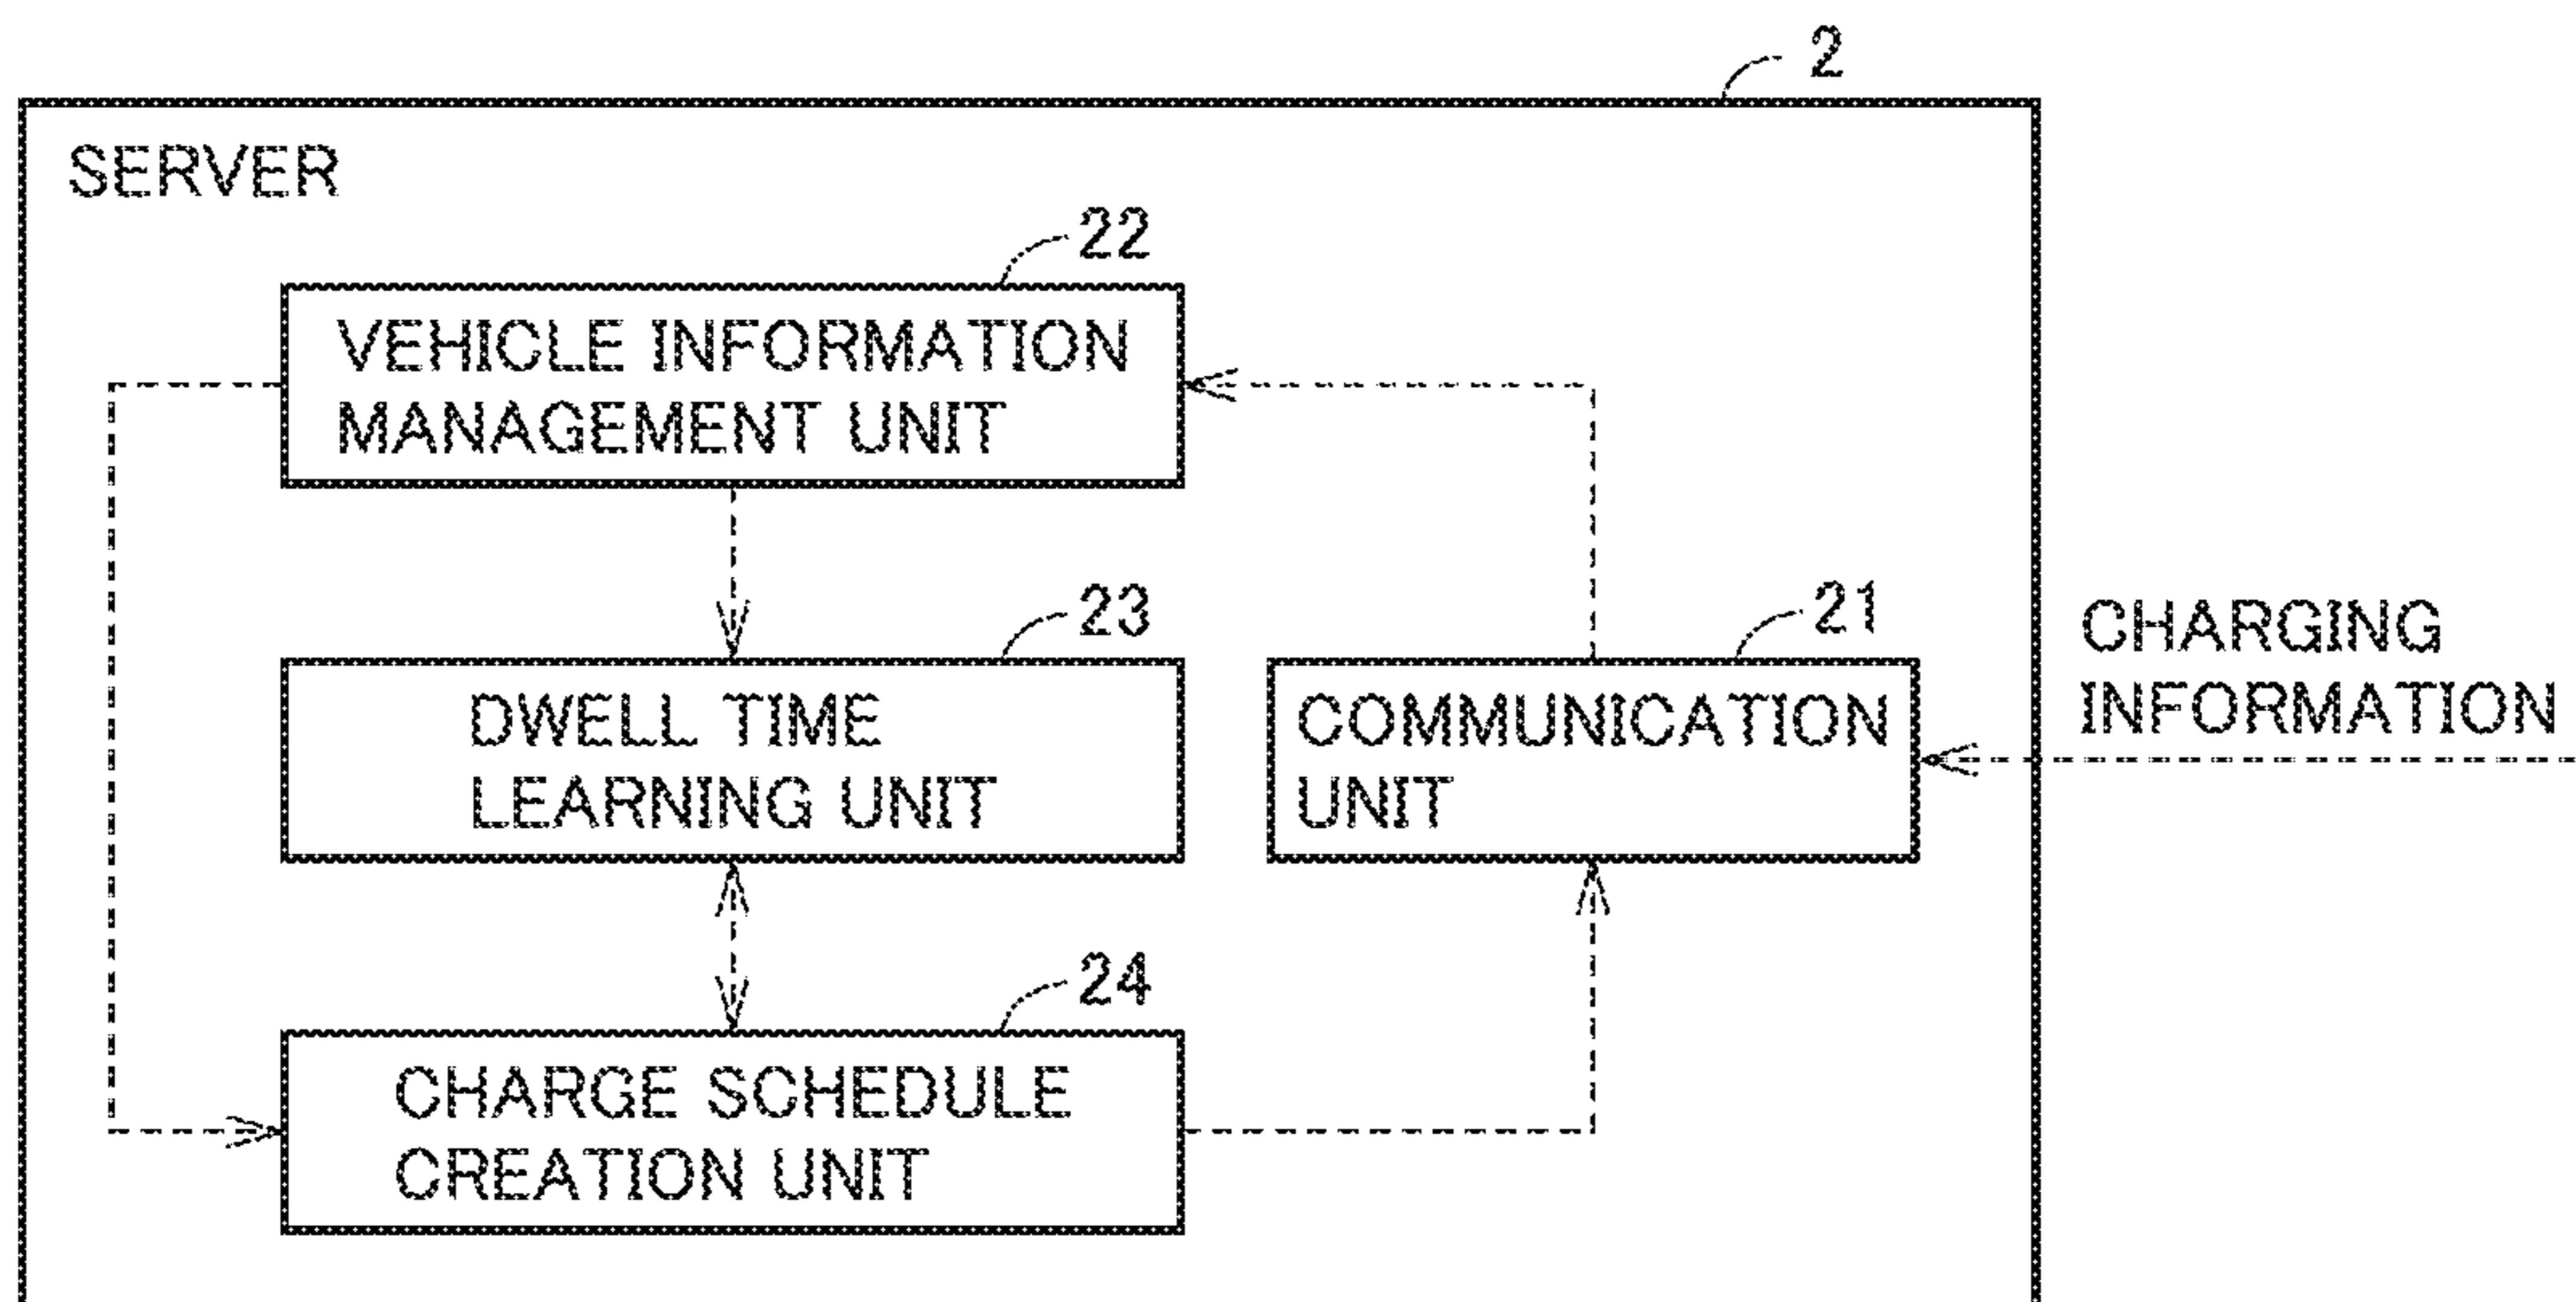 2
SERVER
22
VEHICLE INFORMATION
MANAGEMENT UNIT
23
DWELL TIME
LEARNING UNIT
21
COMMUNICATION
UNIT
CHARGING
INFORMATION
24
CHARGE SCHEDULE
CREATION UNIT